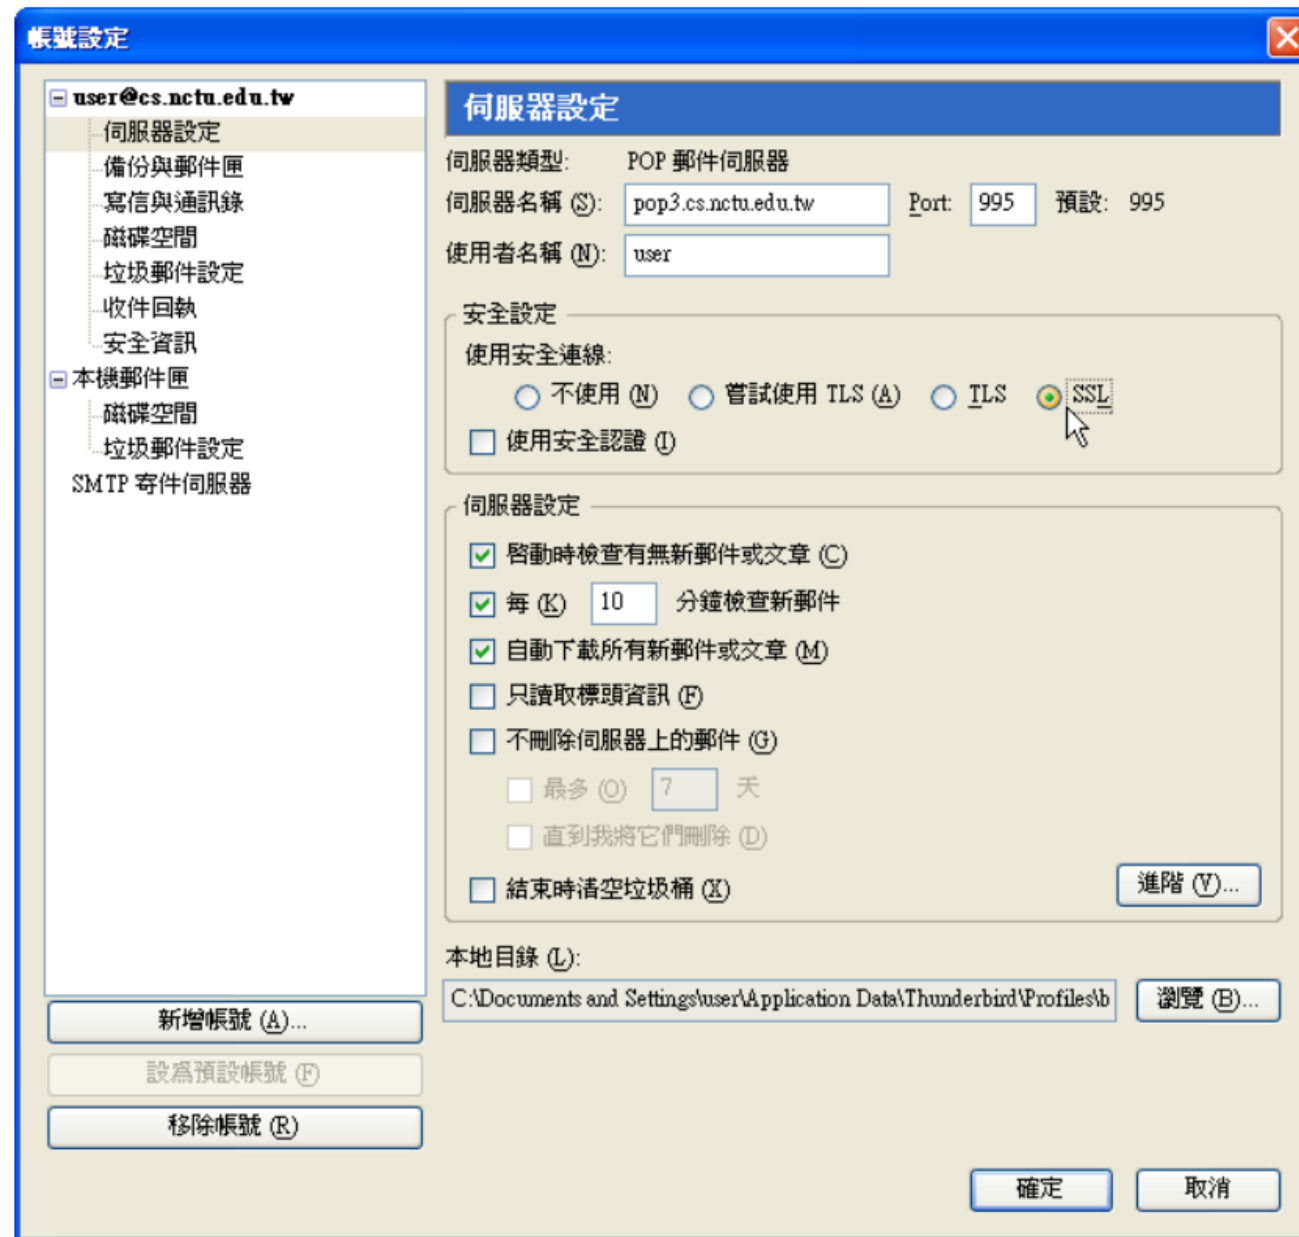 帳號設定
user@cs.nctu.edu.tw
伺服器設定
備份與郵件匣
寫信與通訊錄
磁碟空間
垃圾郵件設定
收件回執
安全資訊
本機郵件匣
磁碟空間
垃圾郵件設定
SMTP 寄件伺服器
新增帳號 (A)...
設為預設帳號 (F)
移除帳號 (R)
伺服器設定
伺服器類型: POP 郵件伺服器
伺服器名稱 (S): pop3.cs.nctu.edu.tw Port: 995 預設: 995
使用者名稱 (N): user
安全設定
使用安全連線:
不使用 (N) 嘗試使用 TLS (A) TLS SSL
使用安全認證 (I)
伺服器設定
啓動時檢查有無新郵件或文章 (C)
每 (K) 10 分鐘檢查新郵件
自動下載所有新郵件或文章 (M)
只讀取標頭資訊 (F)
不刪除伺服器上的郵件 (G)
最多 (O) 7 天
直到我將它們刪除 (D)
結束時清空垃圾桶 (X)
進階 (V)...
本地目錄 (L):
C:\Documents and Settings\user\Application Data\Thunderbird\Profiles\b 瀏覽 (B)...
確定 取消